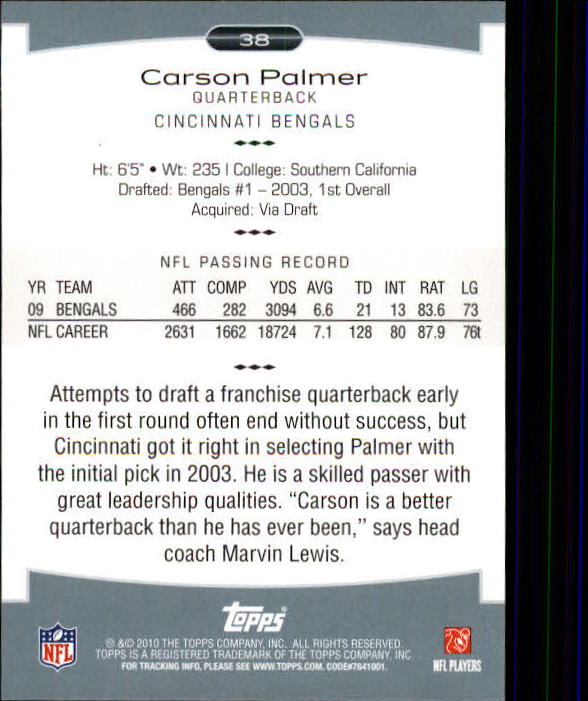 38
Carson Palmer
QUARTERBACK
CINCINNATI BENGALS
Ht: 6'5" • Wt: 235 | College: Southern California
Drafted: Bengals #1 – 2003, 1st Overall
Acquired: Via Draft
NFL PASSING RECORD
YR TEAM ATT COMP YDS AVG TD INT RAT LG
09 BENGALS 466 282 3094 6.6 21 13 83.6 73
NFL CAREER 2631 1662 18724 7.1 128 80 87.9 76t
Attempts to draft a franchise quarterback early
in the first round often end without success, but
Cincinnati got it right in selecting Palmer with
the initial pick in 2003. He is a skilled passer with
great leadership qualities. “Carson is a better
quarterback than he has ever been,” says head
coach Marvin Lewis.
Topps
® &© 2010 THE TOPPS COMPANY, INC. ALL RIGHTS RESERVED.
TOPPS IS A REGISTERED TRADEMARK OF THE TOPPS COMPANY, INC.
FOR TRACKING INFO, PLEASE SEE WWW.TOPPS.COM. CODE#7841001.
NFL
NFL PLAYERS